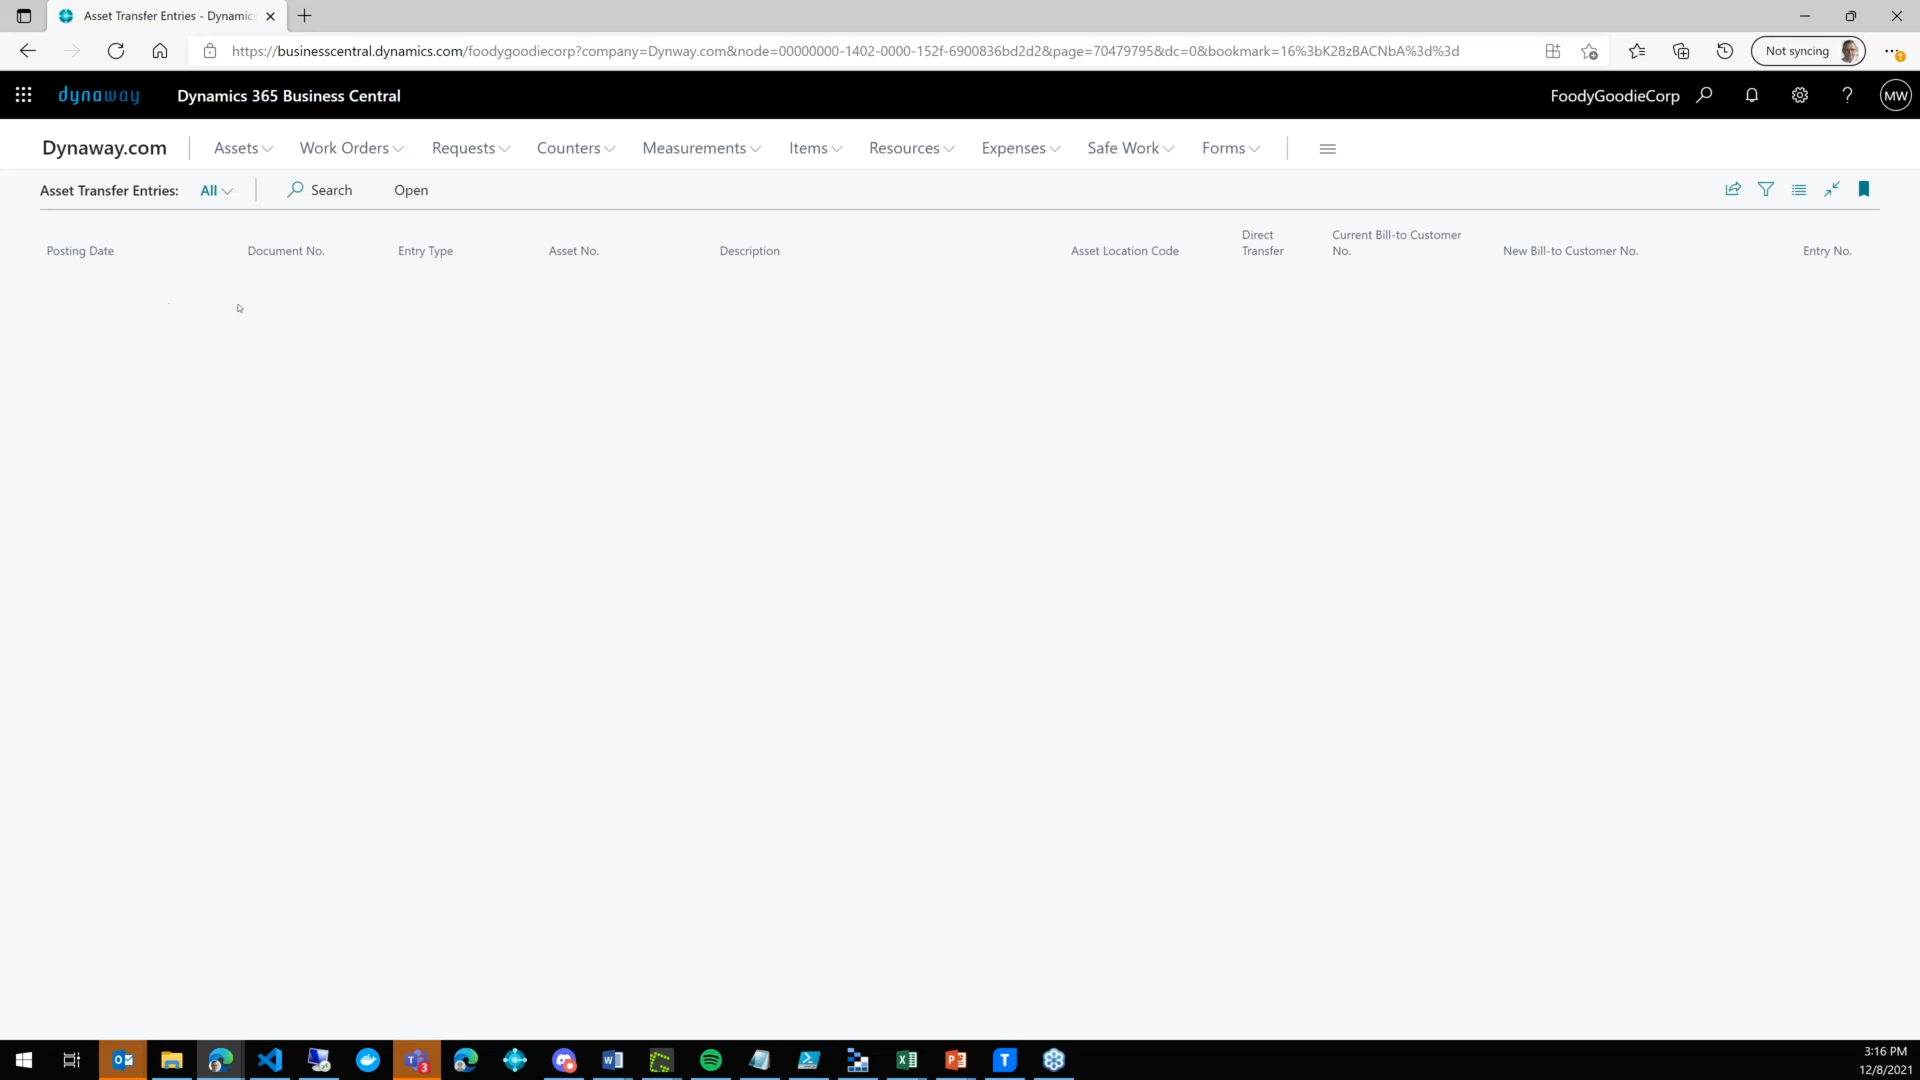 Asset Transfer Entries - Dynamic
https://businesscentral.dynamics.com/foodygoodiecorp?company=Dynway.com&node=00000000-1402-0000-152f-6900836bd2d2&page=70479795&dc=0&bookmark=16%3bK28zBACNbA%3d%3d
Not syncing
dynaway
Dynamics 365 Business Central
FoodyGoodieCorp
?
MW
Dynaway.com
Assets
Work Orders
Requests
Counters
Measurements
Items
Resources
Expenses
Safe Work
Forms
Asset Transfer Entries:
All
Search
Open
Posting Date
Document No.
Entry Type
Asset No.
Description
Asset Location Code
Direct
Transfer
Current Bill-to Customer
No.
New Bill-to Customer No.
Entry No.
3
T
3:16 PM
12/8/2021